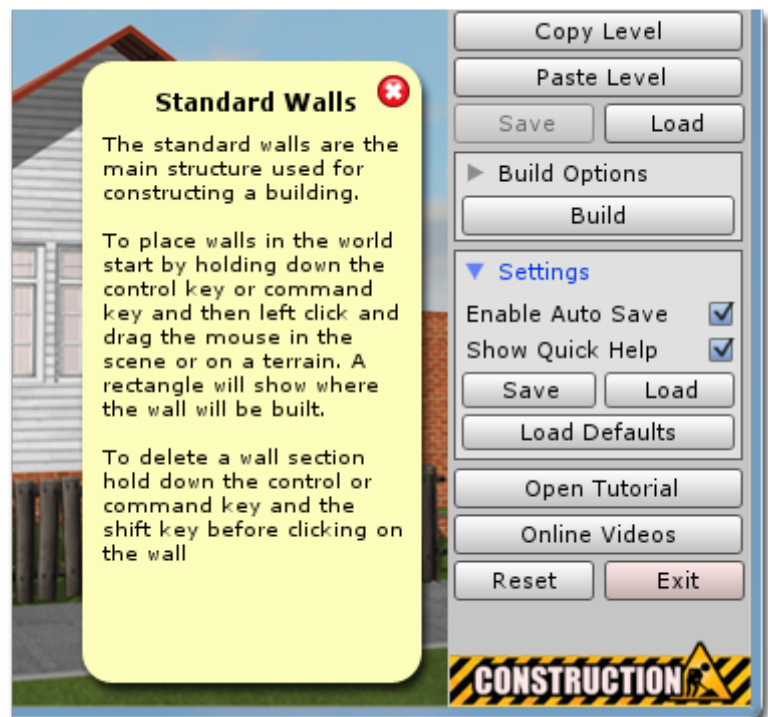 Standard Walls
The standard walls are the
main structure used for
constructing a building.
To place walls in the world
start by holding down the
control key or command
key and then left click and
drag the mouse in the
scene or on a terrain. A
rectangle will show where
the wall will be built.
To delete a wall section
hold down the control or
command key and the
shift key before clicking on
the wall
Copy Level
Paste Level
Save Load
Build Options
Build
Settings
Enable Auto Save
Show Quick Help
Save Load
Load Defaults
Open Tutorial
Online Videos
Reset Exit
CONSTRUCTION